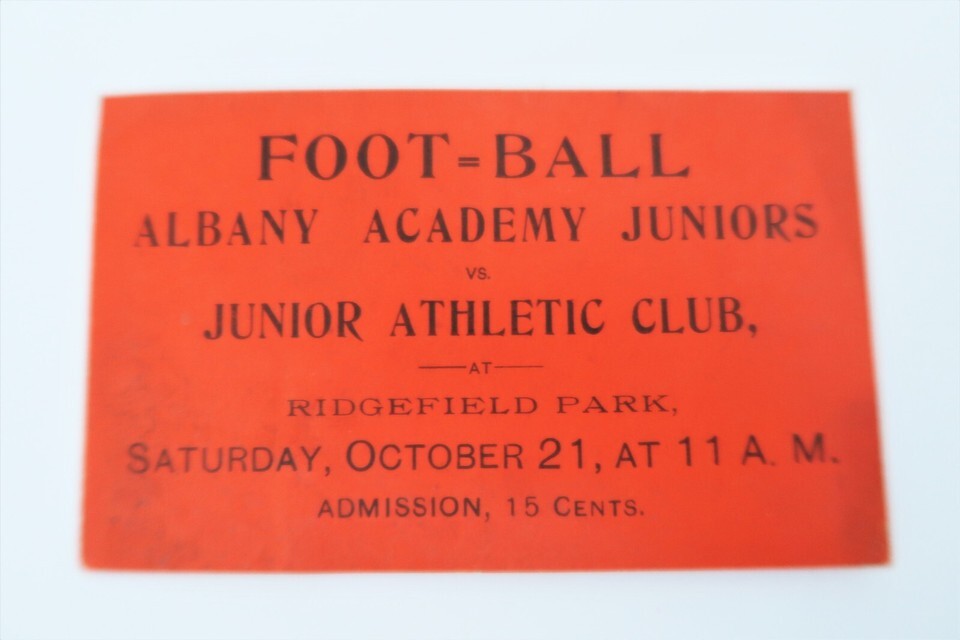 FOOT=BALL
ALBANY ACADEMY JUNIORS
VS.
JUNIOR ATHLETIC CLUB,
AT
RIDGEFIELD PARK,
SATURDAY, OCTOBER 21, AT 11 A. M.
ADMISSION, 15 CENTS.